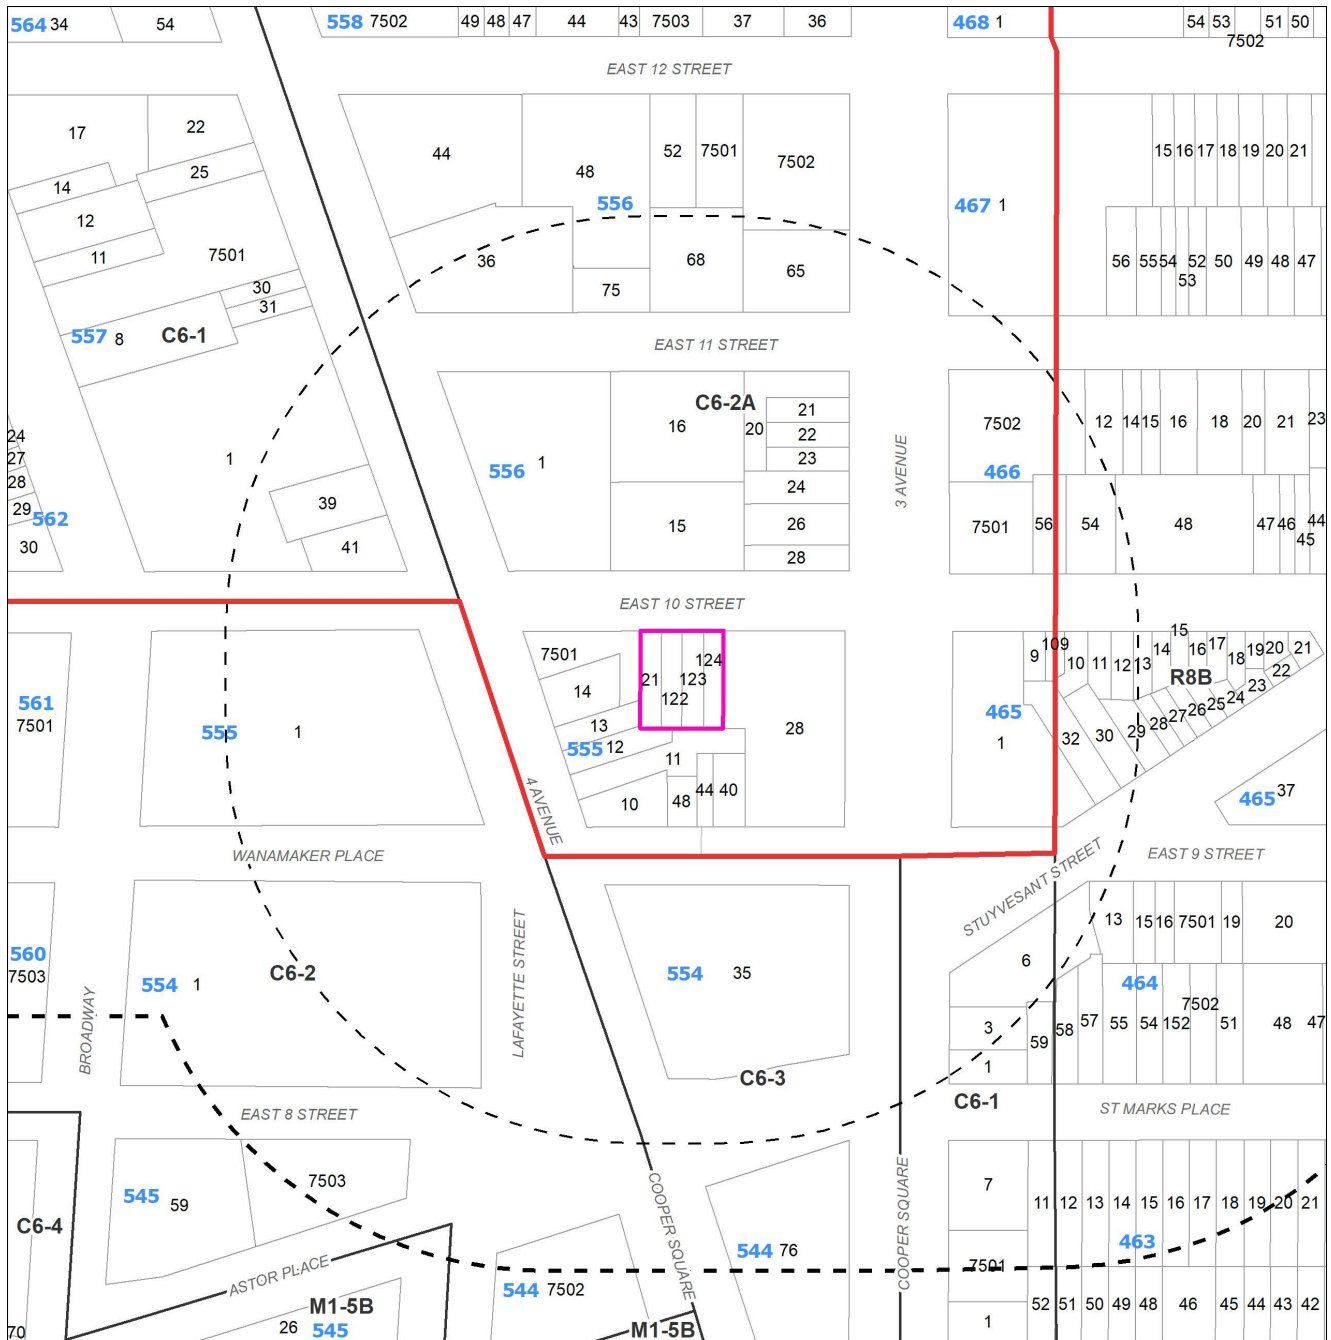 564 34
54
558 7502
49 48 47 44 43 7503 37 36
468 1
54 53 51 50
7502
EAST 12 STREET
17
22
25
14
12
11
7501
30
31
557 8
C6-1
44
48
52
7501
7502
556
36
68
65
75
467 1
15 16 17 18 19 20 21
56 55 54 52 50 49 48 47
53
EAST 11 STREET
24
27
28
29
562
30
1
39
41
556 1
16
C6-2A
15
20
21
22
23
24
26
28
3 AVENUE
7502
466
7501
12 14 15 16 18 20 21 23
56 54 48 47 46 44
45
EAST 10 STREET
561
7501
555 1
7501
14
13
555 12
11
10
48
44 40
21
122
123
124
28
4 AVENUE
465
1
9
109
10 11 12 13 14
15
16 17 18 19 20 21
R8B
22
23
24
25
26
27
28
29
30
32
465 37
WANAMAKER PLACE
EAST 9 STREET
STUYVESANT STREET
560
7503
BROADWAY
554 1
C6-2
LAFAYETTE STREET
554 35
C6-3
6
3
1
59
58
57
13 15 16 7501 19 20
464
55 54 152 7502 51 48 47
C6-1
EAST 8 STREET
ST MARKS PLACE
545 59
7503
C6-4
ASTOR PLACE
M1-5B
26 545
70
COOPER SQUARE
544 7502
M1-5B
544 76
COOPER SQUARE
7
7501
1
11 12 13 14 15 16 17 18 19 20 21
463
52 51 50 49 48 46 45 44 43 42